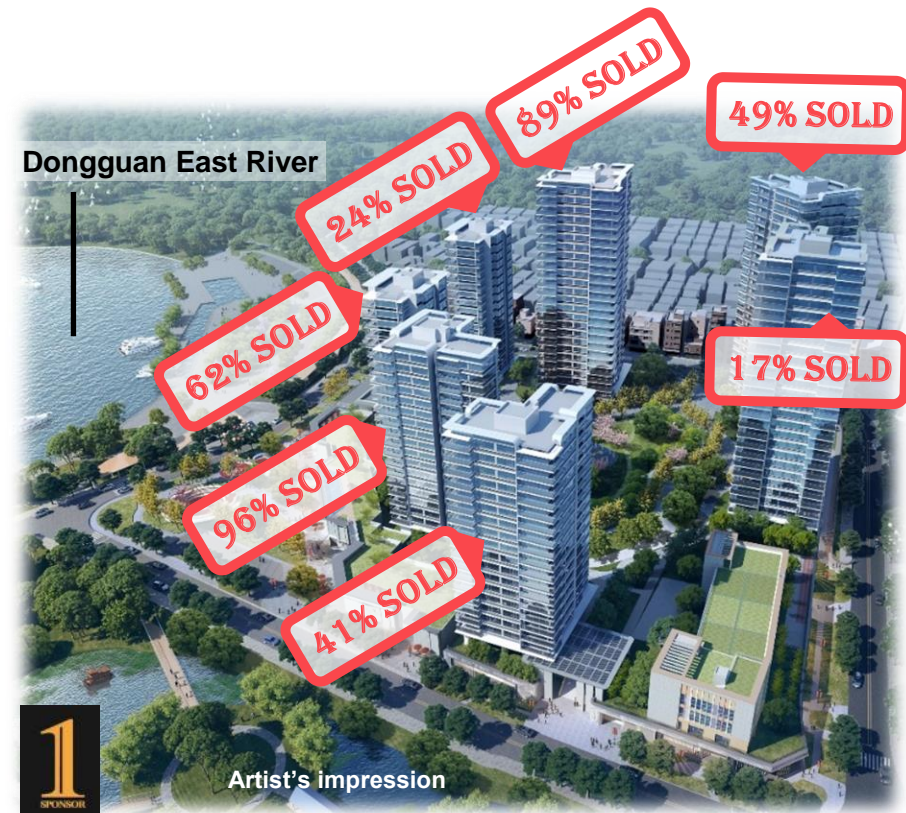 89% SOLD
49% SOLD
Dongguan East River
24% SOLD
62% SOLD
17% SOLD
96% SOLD
41% SOLD
1
SPONSOR
Artist's impression